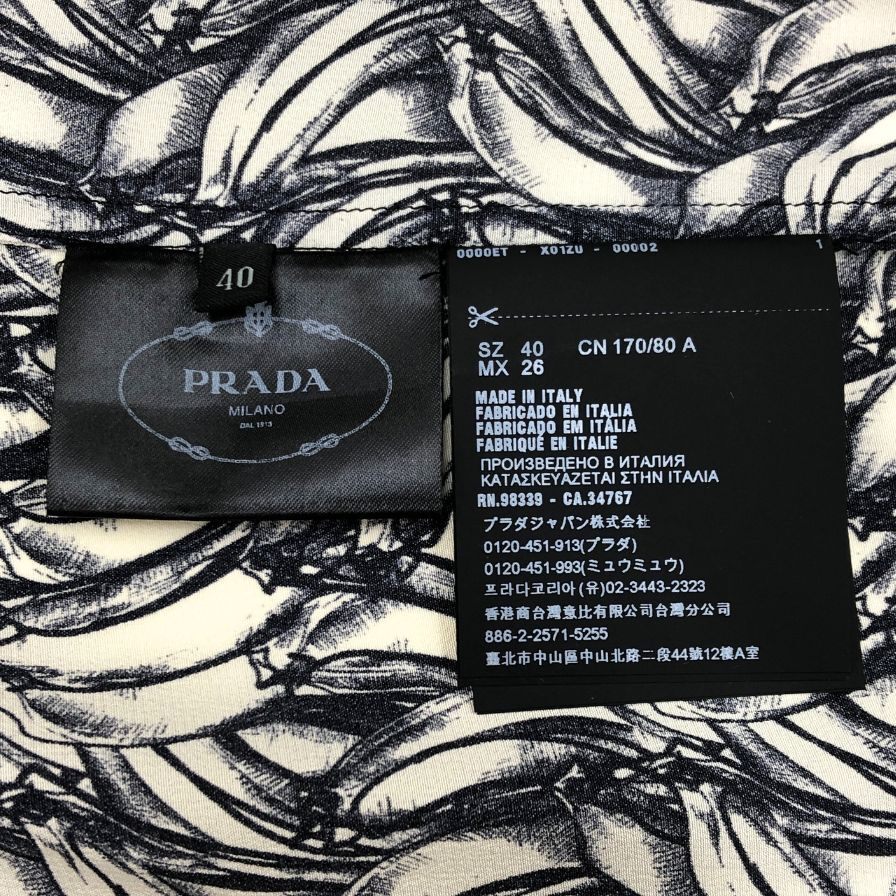 40
PRADA
MILANO
DAL 1913
0000ET - X01ZU - 00002 1
SZ 40 CN 170/80 A
MX 26
MADE IN ITALY
FABRICADO EN ITALIA
FABRICADO EM ITÁLIA
FABRIQUÉ EN ITALIE
ПРОИЗВЕДЕНО В ИТАЛИЯ
ΚΑΤΑΣΚΕΥΑΖΕΤΑΙ ΣΤΗΝ ΙΤΑΛΙΑ
RN.98339 - CA.34767
プラダジャパン株式会社
0120-451-913(プラダ)
0120-451-993(ミュウミュウ)
프라다코리아 (유)02-3443-2323
香港商台灣意比有限公司台灣分公司
886-2-2571-5255
臺北市中山區中山北路二段44號12樓A室